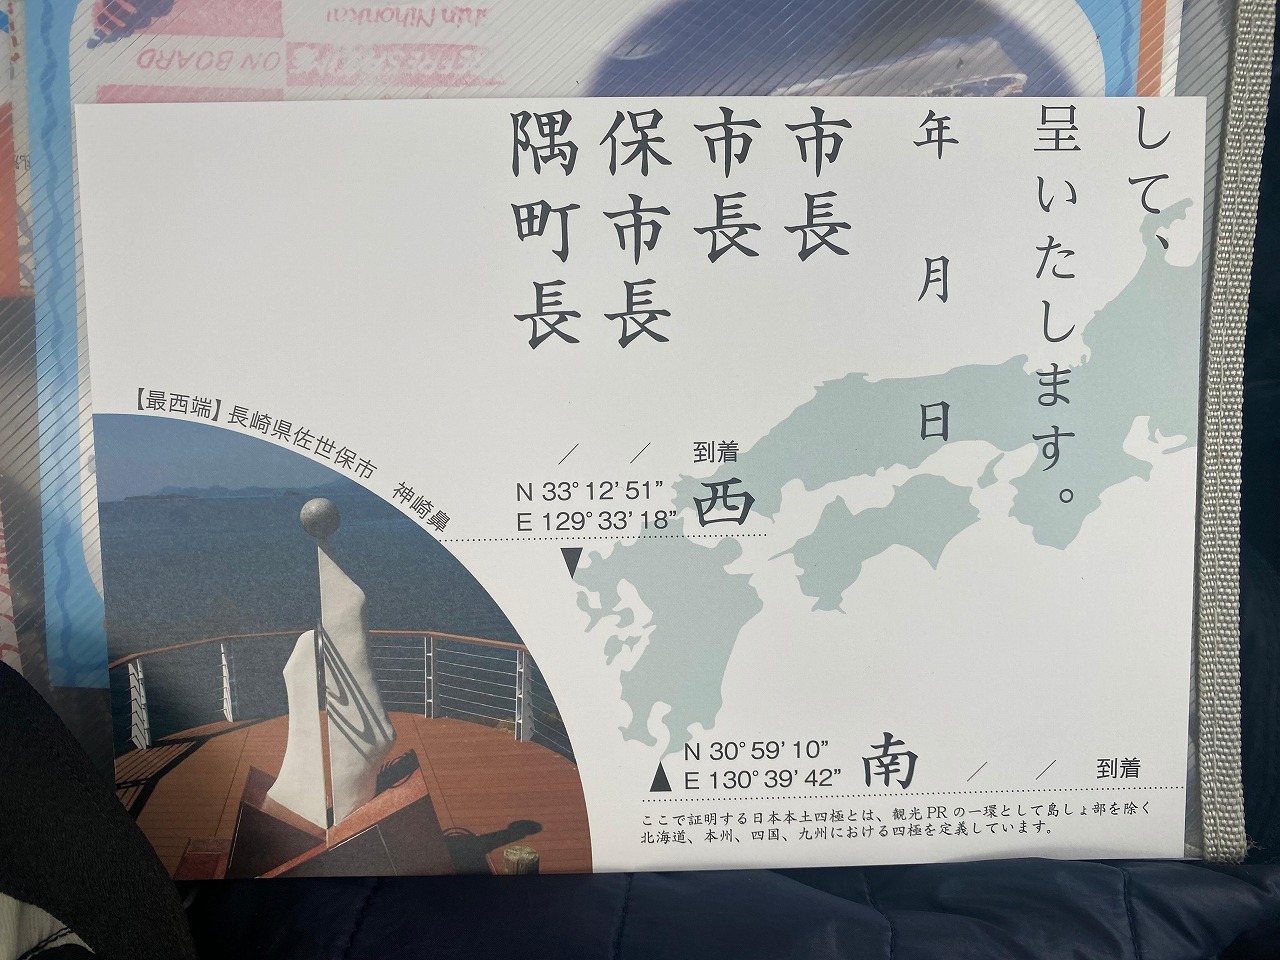 して、
呈いたします。
年 月 日
市長
市長
保市長
隅町長
【最西端】長崎県佐世保市 神崎鼻
／ ／ 到着
N 33°12’51”
E 129°33’18”
西
N 30°59’10”
E 130°39’42”
南 ／ ／ 到着
ここで証明する日本本土四極とは、観光PRの一環として島しょ部を除く
北海道、本州、四国、九州における四極を定義しています。
ON BOARD